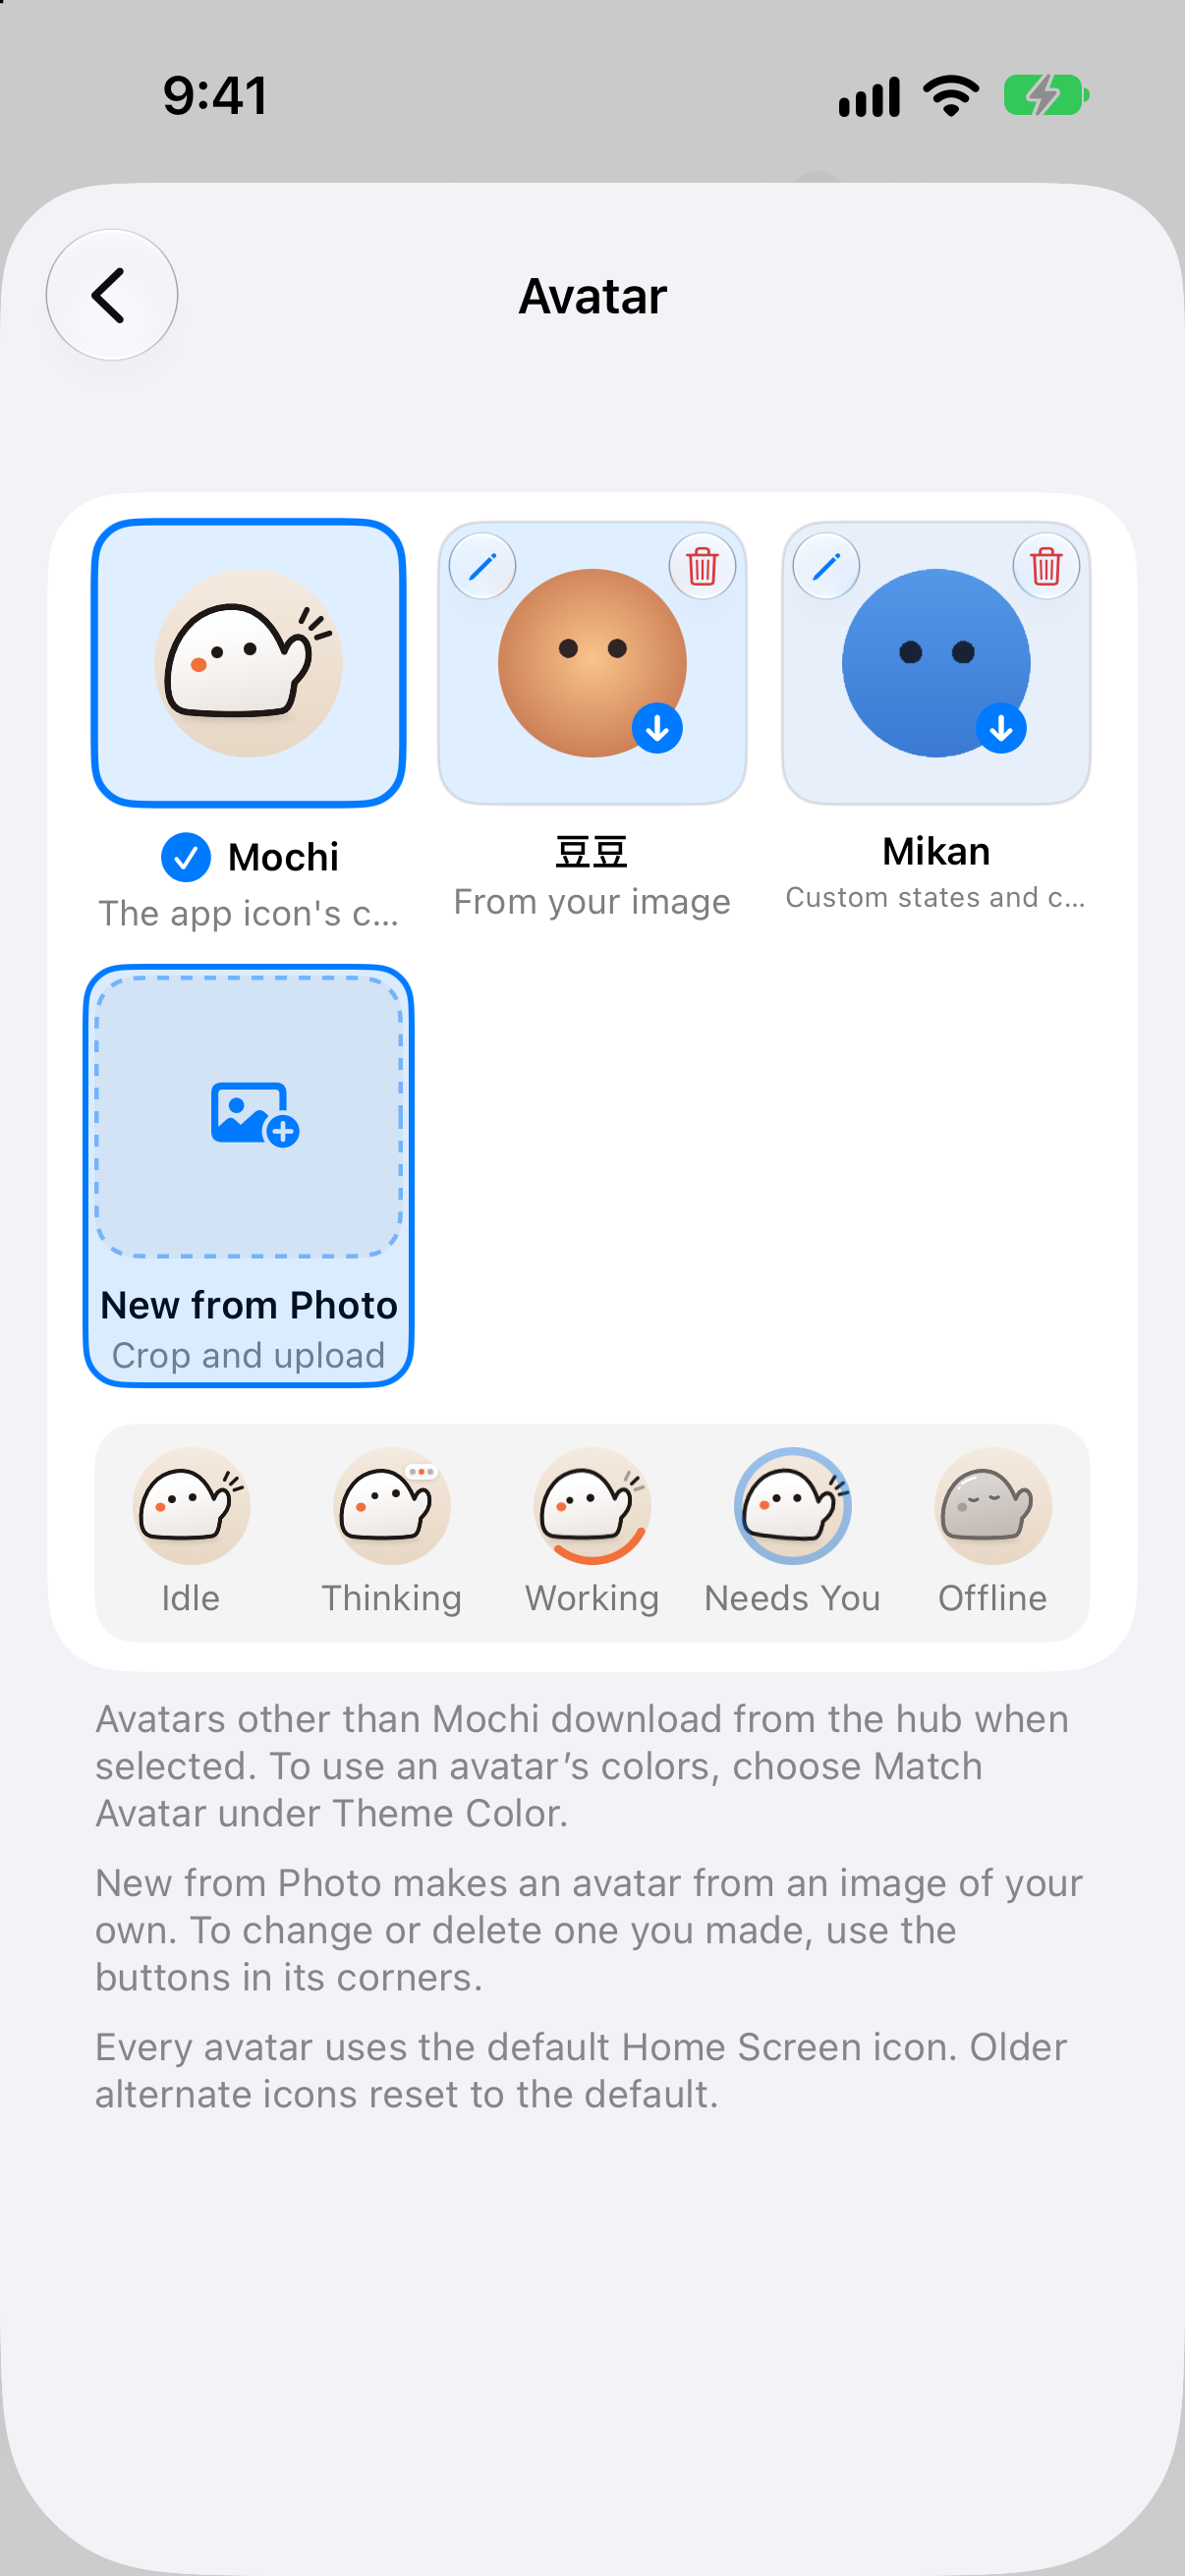 9:41
Avatar
Mochi
The app icon's c...
豆豆
From your image
Mikan
Custom states and c...
New from Photo
Crop and upload
Idle
Thinking
Working
Needs You
Offline
Avatars other than Mochi download from the hub when
selected. To use an avatar’s colors, choose Match
Avatar under Theme Color.
New from Photo makes an avatar from an image of your
own. To change or delete one you made, use the
buttons in its corners.
Every avatar uses the default Home Screen icon. Older
alternate icons reset to the default.